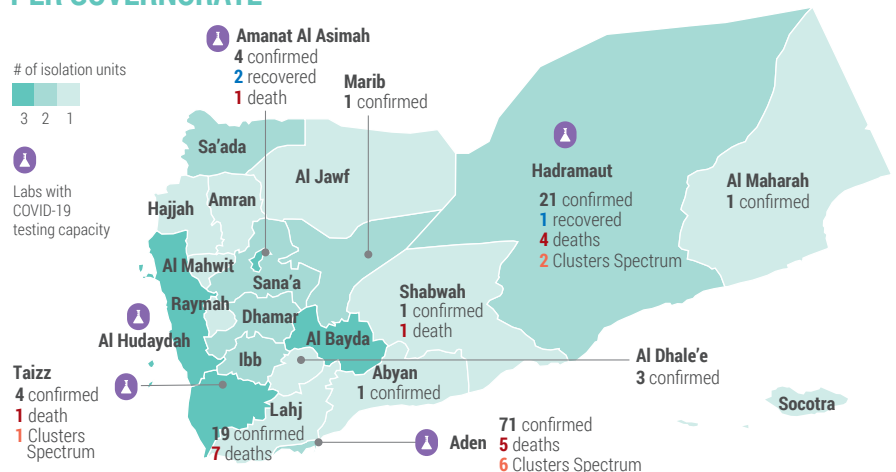 PER GOVERNORATE
# of isolation units
3 2 1
Labs with
COVID-19
testing capacity
Amanat Al Asimah
4 confirmed
2 recovered
1 death
Marib
1 confirmed
Sa'ada
Al Jawf
Amran
Hajjah
Hadramaut
21 confirmed
1 recovered
4 deaths
2 Clusters Spectrum
Al Maharah
1 confirmed
Al Mahwit
Sana'a
Raymah
Dhamar
Al Hudaydah
Al Bayda
Shabwah
1 confirmed
1 death
Ibb
Al Dhale'e
3 confirmed
Taizz
4 confirmed
1 death
1 Clusters
Spectrum
Abyan
1 confirmed
Lahj
19 confirmed
7 deaths
Aden
71 confirmed
5 deaths
6 Clusters Spectrum
Socotra